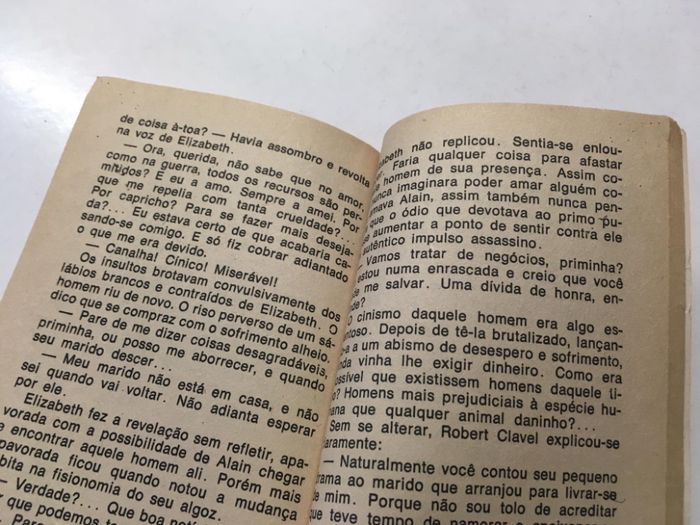 de coisa à-toa? — Havia assombro e revolta
na voz de Elizabeth.
— Ora, querida, não sabe que no amor,
como na guerra, todos os recursos são per-
mitidos? E eu a amo. Sempre a amei. Por
que me repelia com tanta crueldade?...
Por capricho? Para se fazer mais deseja-
da?... Eu estava certo de que acabaria ca-
sando-se comigo. E só fiz cobrar adiantado
o que me era devido.
— Canalha! Cínico! Miserável!
Os insultos brotavam convulsivamente dos
lábios brancos e contraídos de Elizabeth. O
homem riu de novo. O riso perverso de um sá-
dico que se compraz com o sofrimento alheio.
— Pare de me dizer coisas desagradáveis,
priminha, ou posso me aborrecer, e quando
seu marido descer...
— Meu marido não está em casa, e não
sei quando vai voltar. Não adianta esperar
por ele.
Elizabeth fez a revelação sem refletir, apa-
vorada com a possibilidade de Alain chegar
e encontrar aquele homem ali. Porém mais
apavorada ficou quando notou a mudança
bita na fisionomia do seu algoz.
— Verdade?... Que boa
que podemos
zabeth não replicou. Sentia-se enlou-
Faria qualquer coisa para afastar
homem de sua presença. Assim co-
nca imaginara poder amar alguém co-
mava Alain, assim também nunca pen-
que o ódio que devotava ao primo pu-
se aumentar a ponto de sentir contra ele
autêntico impulso assassino.
Vamos tratar de negócios, priminha?
estou numa enrascada e creio que você
me salvar. Uma dívida de honra, en-
de?
O cinismo daquele homem era algo es-
ntoso. Depois de tê-la brutalizado, lançan-
o-a a um abismo de desespero e sofrimento,
nda vinha lhe exigir dinheiro. Como era
ossível que existissem homens daquele ti-
o? Homens mais prejudiciais à espécie hu-
ana que qualquer animal daninho?...
Sem se alterar, Robert Clavel explicou-se
aramente:
— Naturalmente você contou seu pequeno
rama ao marido que arranjou para livrar-se
de mim. Porque não sou tolo de acreditar
que teve tempo de namorar e